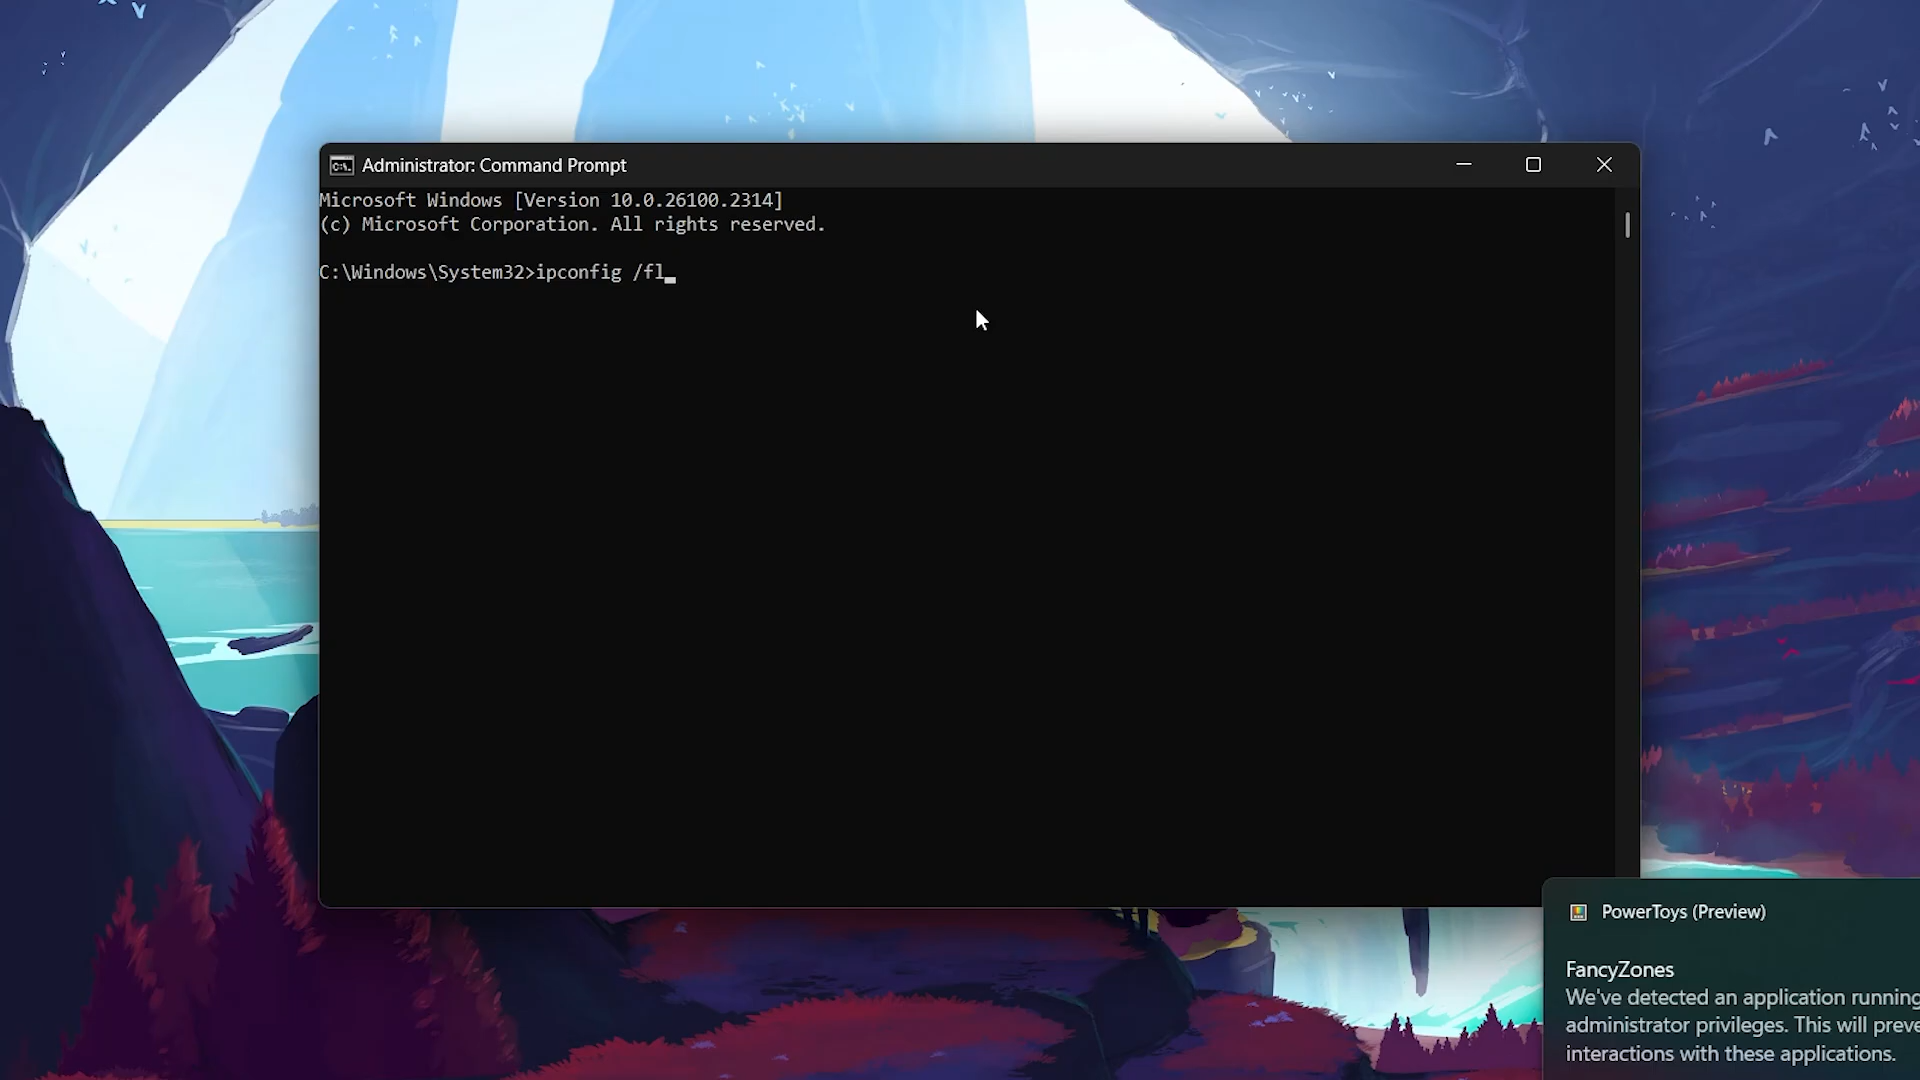 Administrator: Command Prompt
Microsoft Windows [Version 10.0.26100.2314]
(c) Microsoft Corporation. All rights reserved.
C:\Windows\System32>ipconfig /fl_
PowerToys (Preview)
FancyZones
We've detected an application running
administrator privileges. This will preve
interactions with these applications.